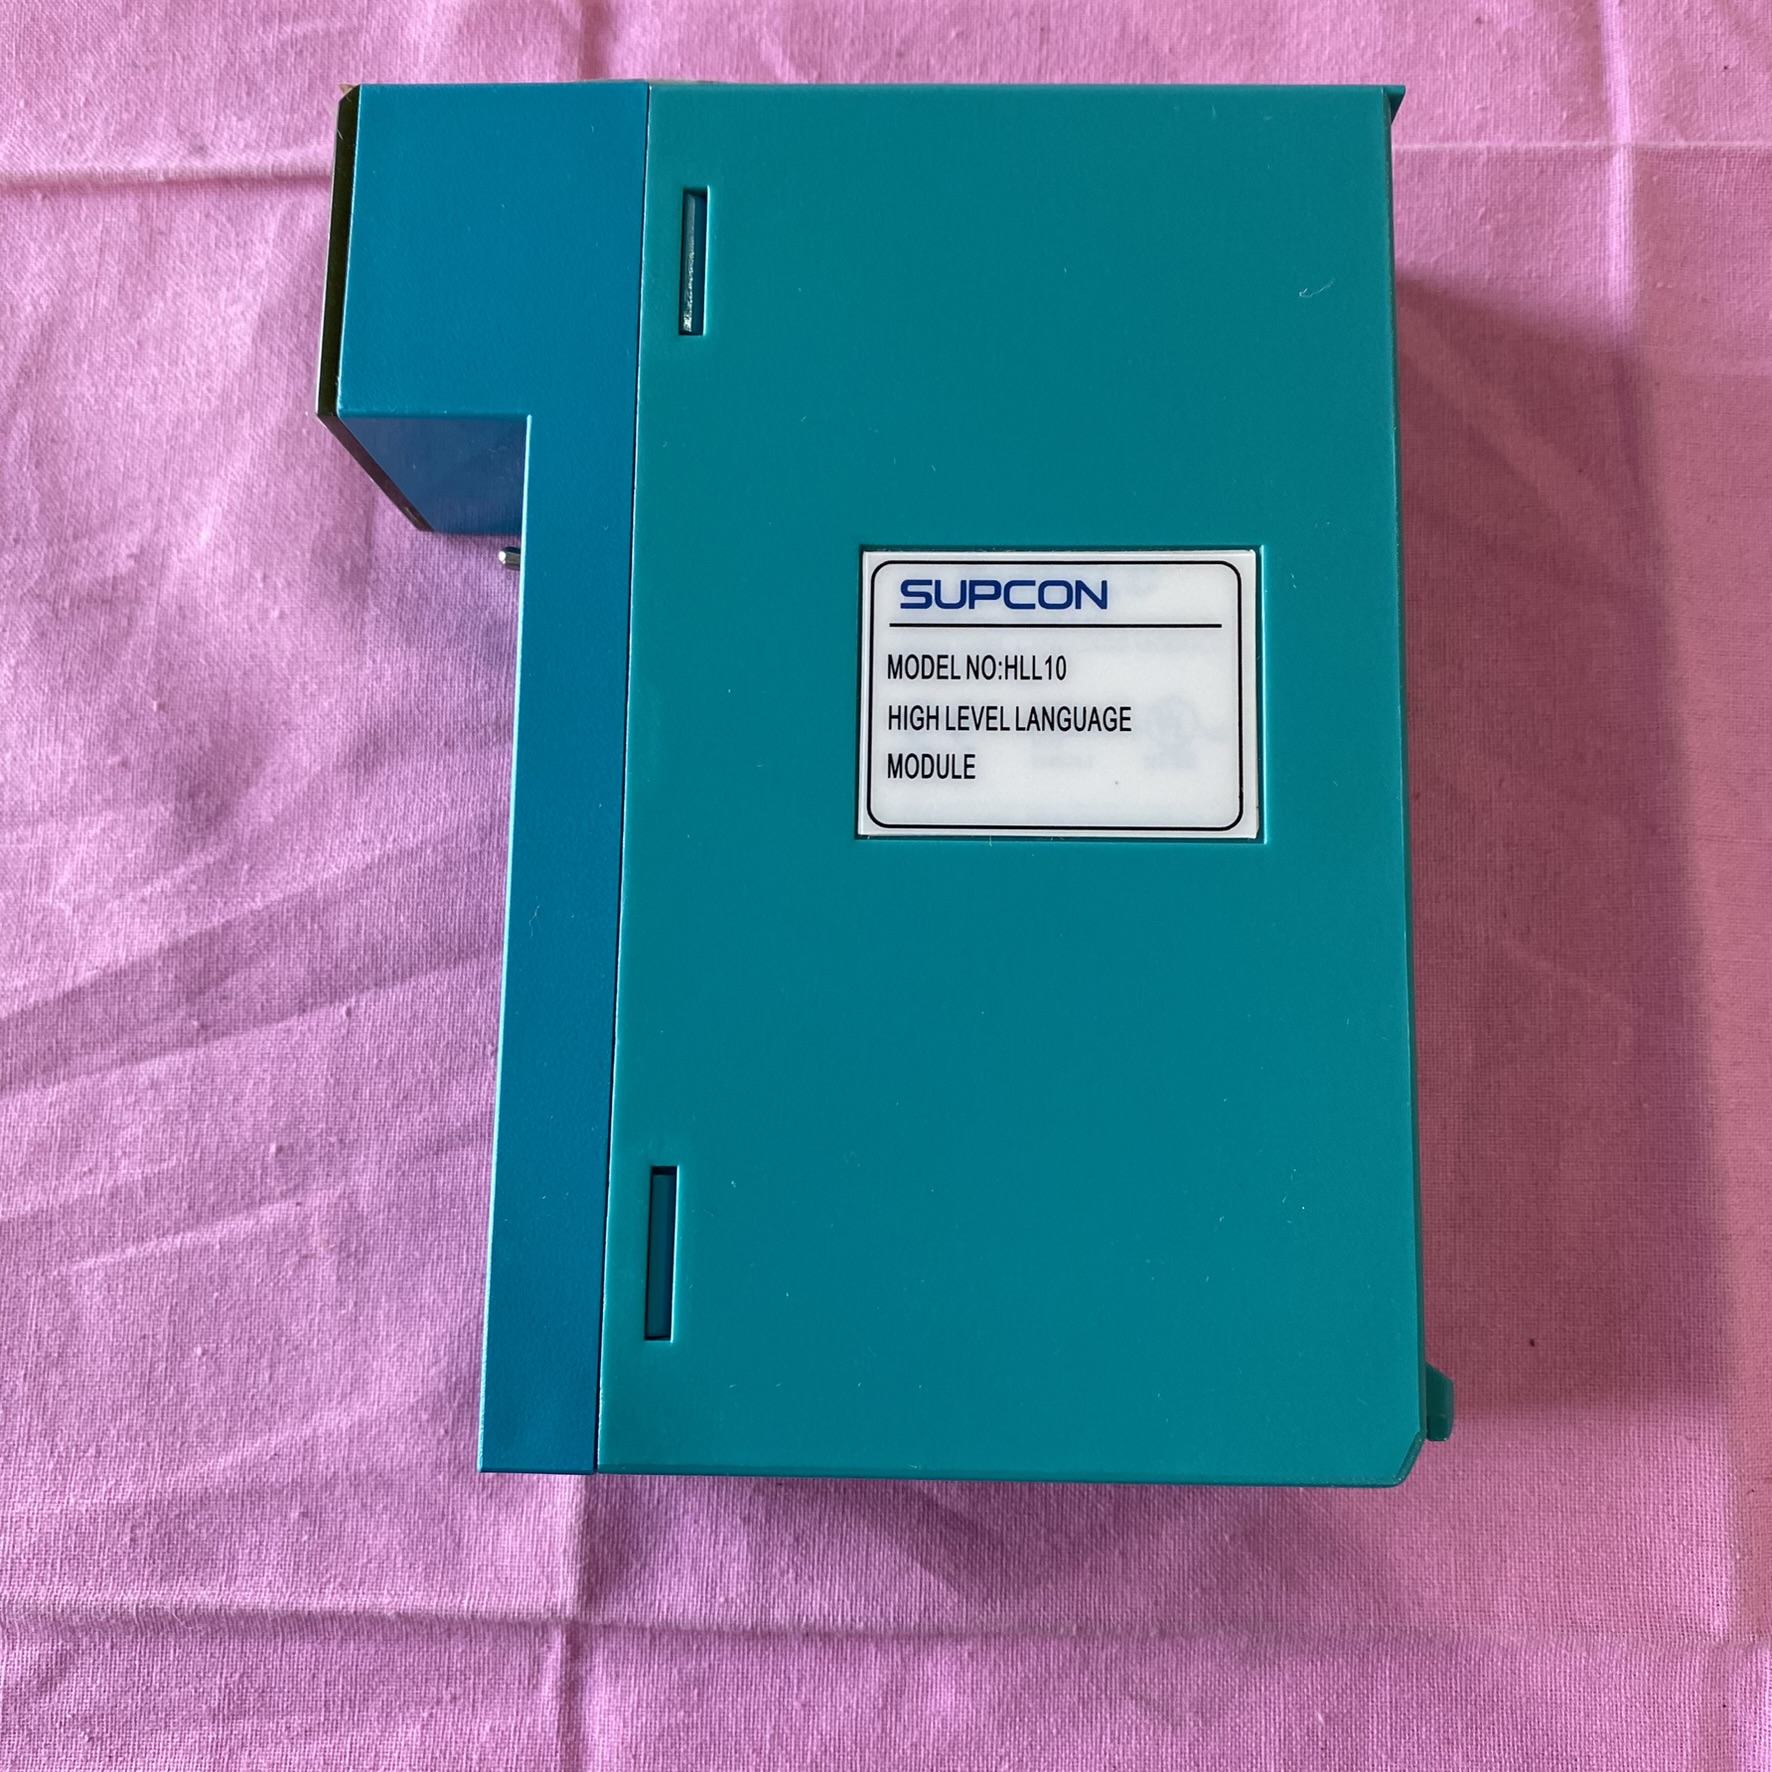 SUPCON
MODEL NO:HLL10
HIGH LEVEL LANGUAGE
MODULE